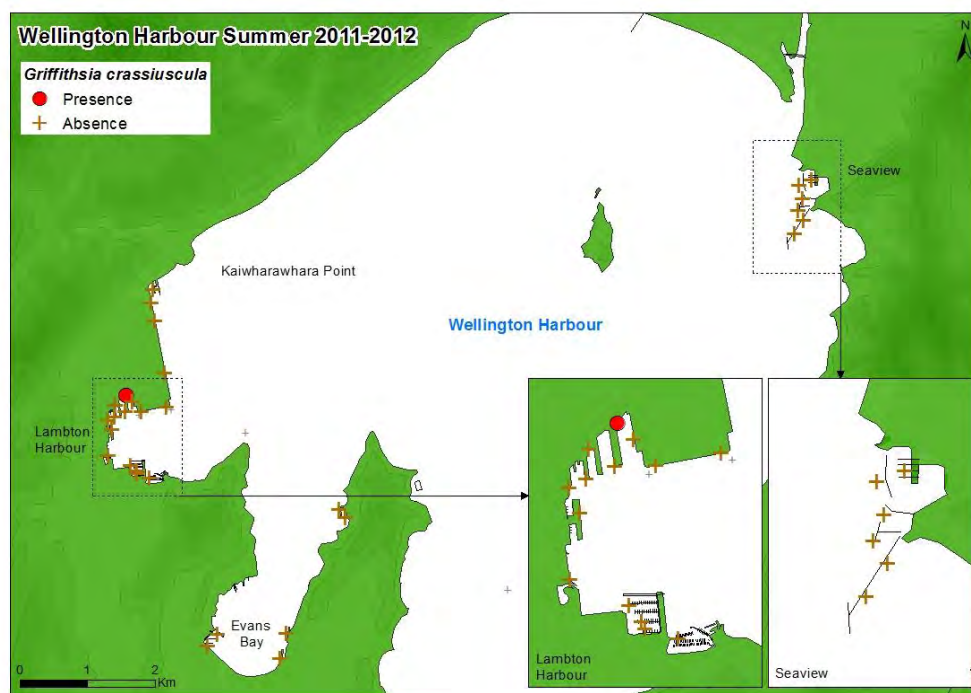 Wellington Harbour Summer 2011-2012
Griffithsia crassiuscula
Presence
Absence
N
Seaview
Kaiwharawhara Point
Wellington Harbour
Lambton
Harbour
Evans
Bay
0 1 2
Km
Lambton
Harbour
Seaview